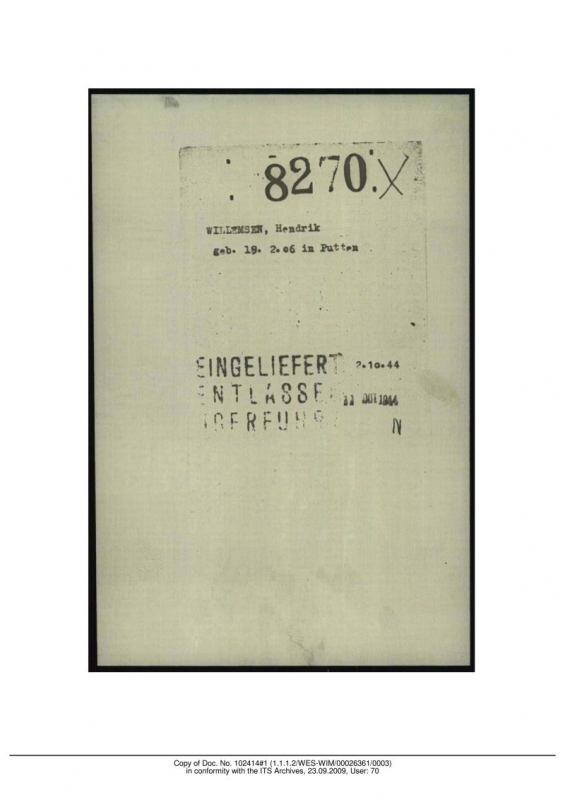 8270. X
WILLEMSEN, Hendrik
geb. 19. 2.06 in Putten
EINGELIEFERT 2.10.44
ENTLASSE 11 OKT 1944
N
Copy of Doc. No. 102414#1 (1.1.1.2/WES-WIM/00026361/0003)
in conformity with the ITS Archives, 23.09.2009, User: 70